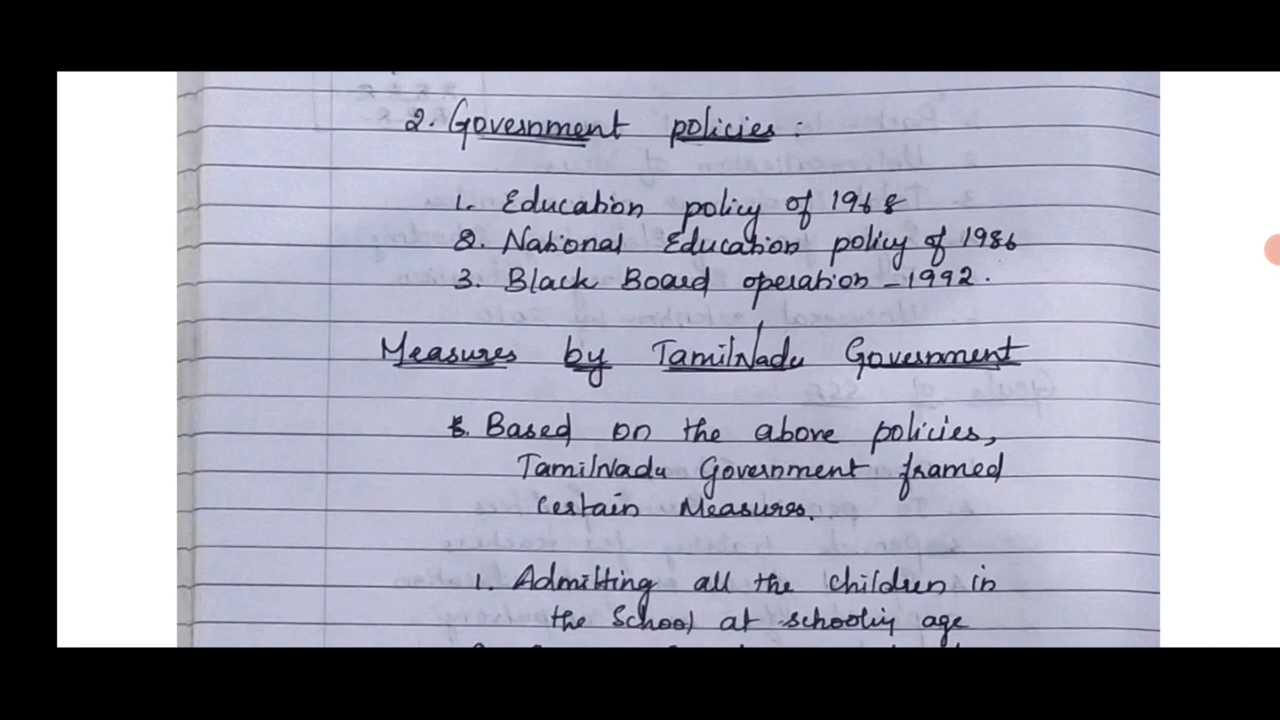 2. Government policies :
1. Education policy of 1968
2. National Education policy of 1986
3. Black Board operation - 1992.
Measures by TamilNadu Government
Based on the above policies,
TamilNadu Government framed
certain Measures.
1. Admitting all the children in
the School at schooling age